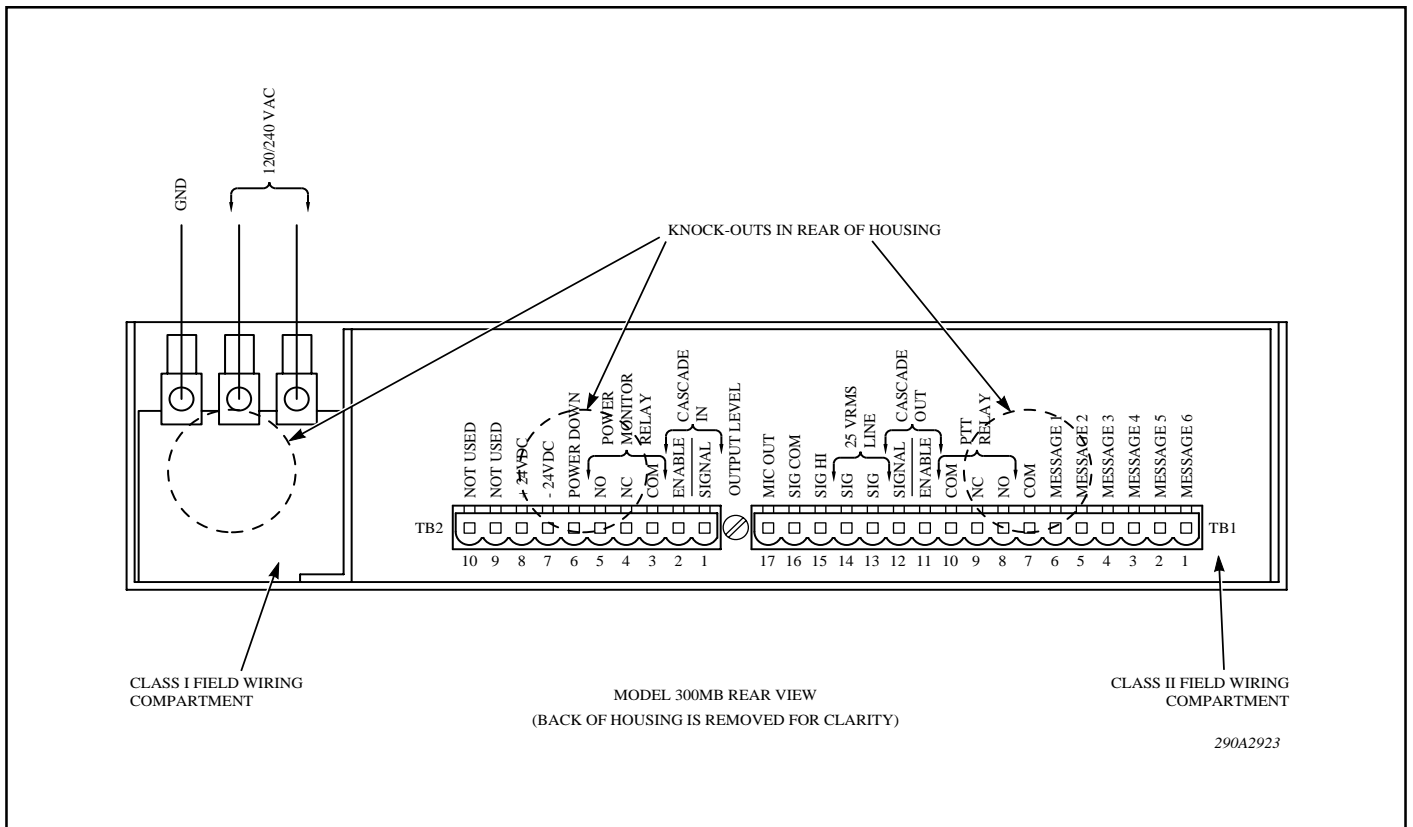 120/240 VAC
GND
KNOCK-OUTS IN REAR OF HOUSING
NOT USED
NOT USED
+ 24VDC
- 24VDC
POWER DOWN
NO
NC
COM
POWER
MONITOR
RELAY
ENABLE
SIGNAL
CASCADE
IN
OUTPUT LEVEL
MIC OUT
SIG COM
SIG HI
SIG
SIG
25 VRMS
LINE
SIGNAL
ENABLE
CASCADE
OUT
COM
NC
NO
PTT
RELAY
COM
MESSAGE 1
MESSAGE 2
MESSAGE 3
MESSAGE 4
MESSAGE 5
MESSAGE 6
TB2
TB1
10 9 8 7 6 5 4 3 2 1
17 16 15 14 13 12 11 10 9 8 7 6 5 4 3 2 1
CLASS I FIELD WIRING
COMPARTMENT
MODEL 300MB REAR VIEW
(BACK OF HOUSING IS REMOVED FOR CLARITY)
CLASS II FIELD WIRING
COMPARTMENT
290A2923